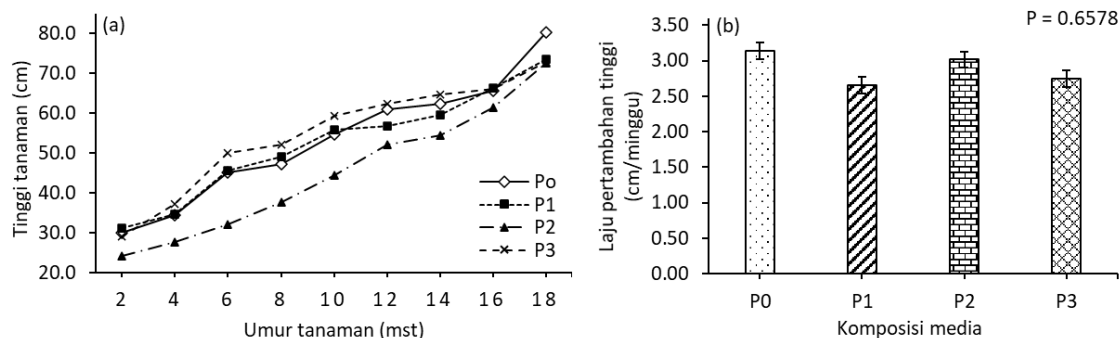 (a)
Tinggi tanaman (cm)
80.0
70.0
60.0
50.0
40.0
30.0
20.0
2 4 6 8 10 12 14 16 18
Umur tanaman (mst)
Po
P1
P2
P3
(b)
P = 0.6578
Laju pertambahan tinggi
(cm/minggu)
3.50
3.00
2.50
2.00
1.50
1.00
0.50
0.00
P0 P1 P2 P3
Komposisi media